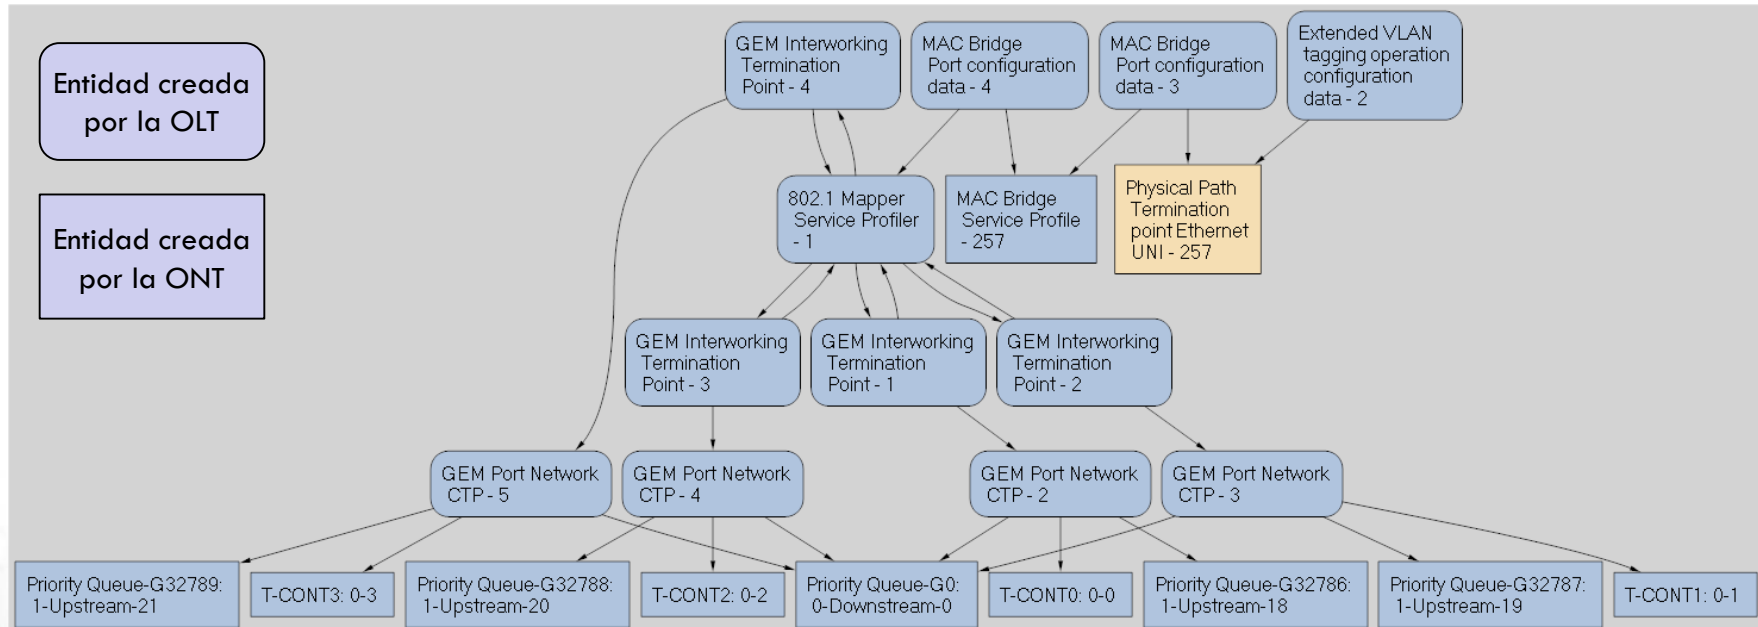 Entidad creada
por la OLT
Entidad creada
por la ONT
GEM Interworking
Termination
Point - 4
MAC Bridge
Port configuration
data - 4
MAC Bridge
Port configuration
data - 3
Extended VLAN
tagging operation
configuration
data - 2
802.1 Mapper
Service Profiler
- 1
MAC Bridge
Service Profile
- 257
Physical Path
Termination
point Ethernet
UNI - 257
GEM Interworking
Termination
Point - 3
GEM Interworking
Termination
Point - 1
GEM Interworking
Termination
Point - 2
GEM Port Network
CTP - 5
GEM Port Network
CTP - 4
GEM Port Network
CTP - 2
GEM Port Network
CTP - 3
Priority Queue-G32789:
1-Upstream-21
T-CONT3: 0-3
Priority Queue-G32788:
1-Upstream-20
T-CONT2: 0-2
Priority Queue-G0:
0-Downstream-0
T-CONT0: 0-0
Priority Queue-G32786:
1-Upstream-18
Priority Queue-G32787:
1-Upstream-19
T-CONT1: 0-1